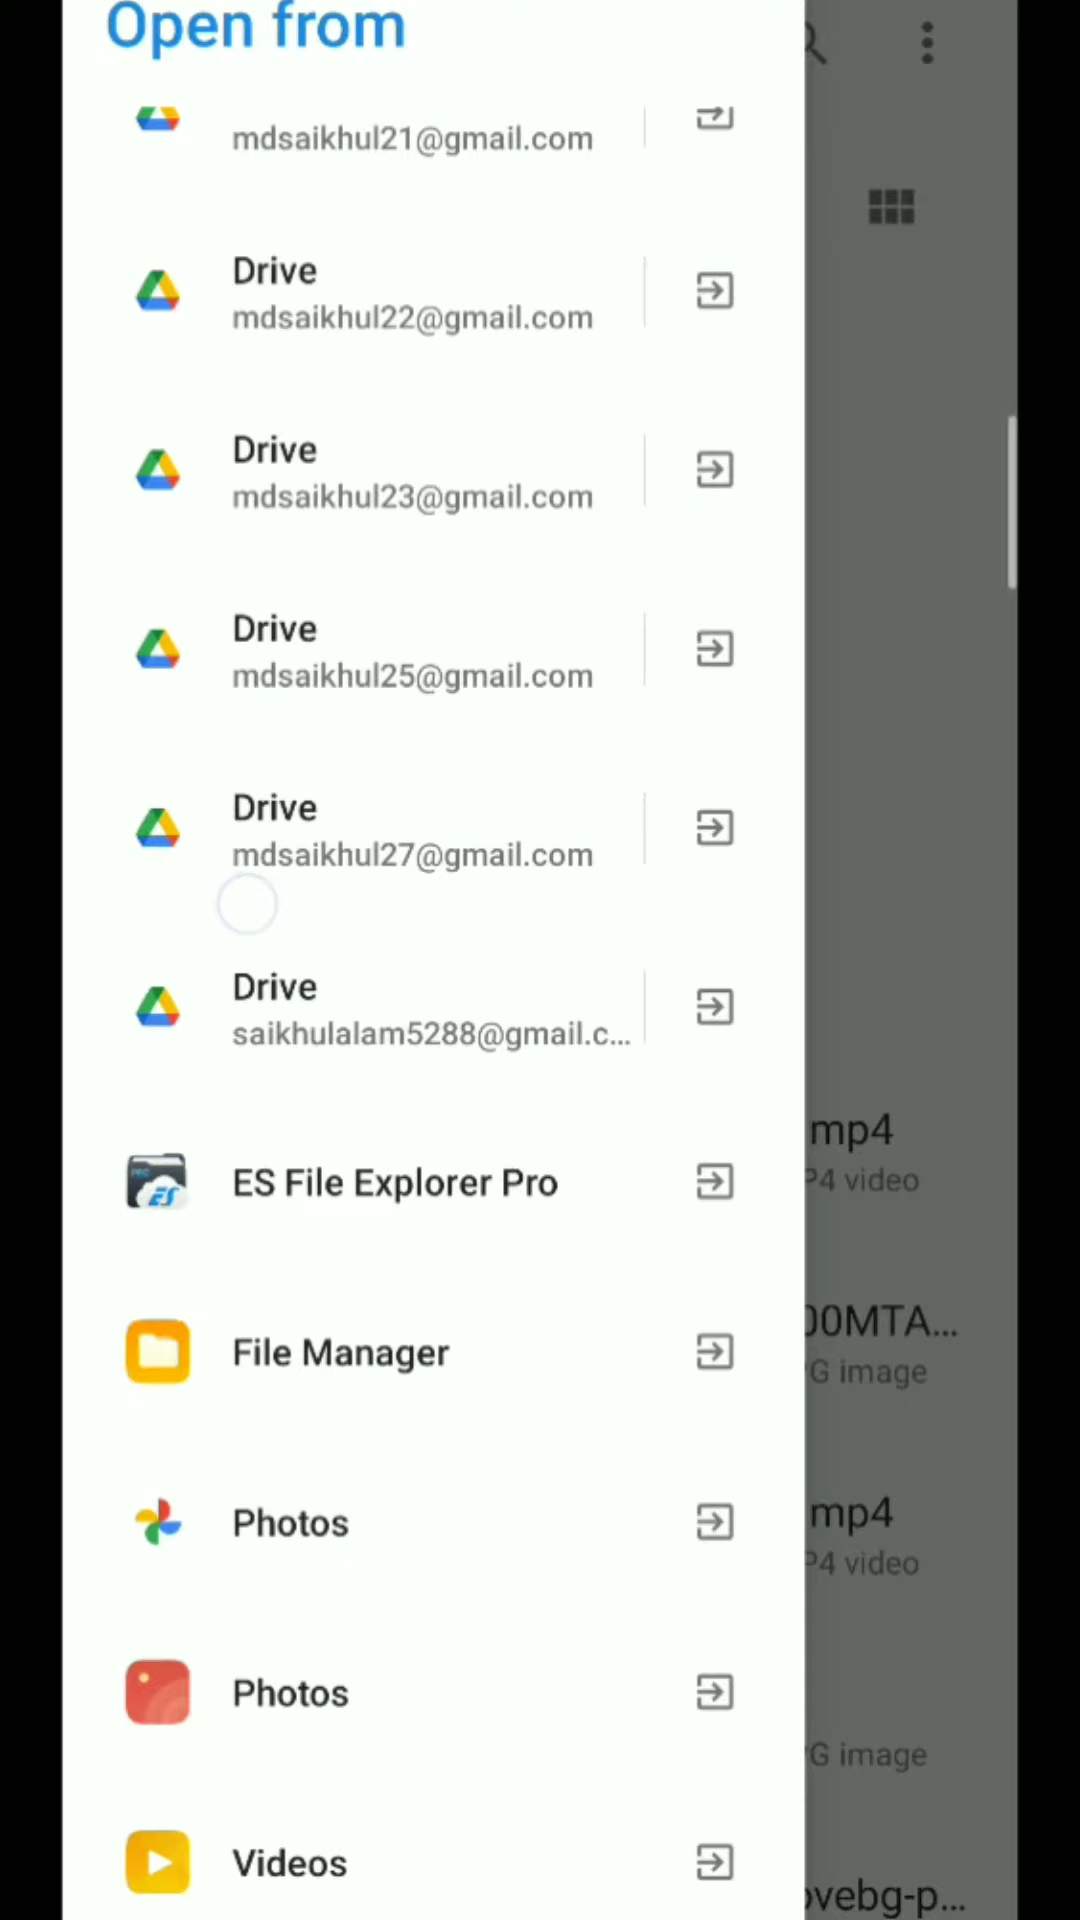 Open from
mdsaikhul21@gmail.com
Drive
mdsaikhul22@gmail.com
Drive
mdsaikhul23@gmail.com
Drive
mdsaikhul25@gmail.com
Drive
mdsaikhul27@gmail.com
Drive
saikhulalam5288@gmail.c...
ES File Explorer Pro
File Manager
Photos
Photos
Videos
mp4
P4 video
00MTA...
G image
mp4
P4 video
G image
ovebg-p...